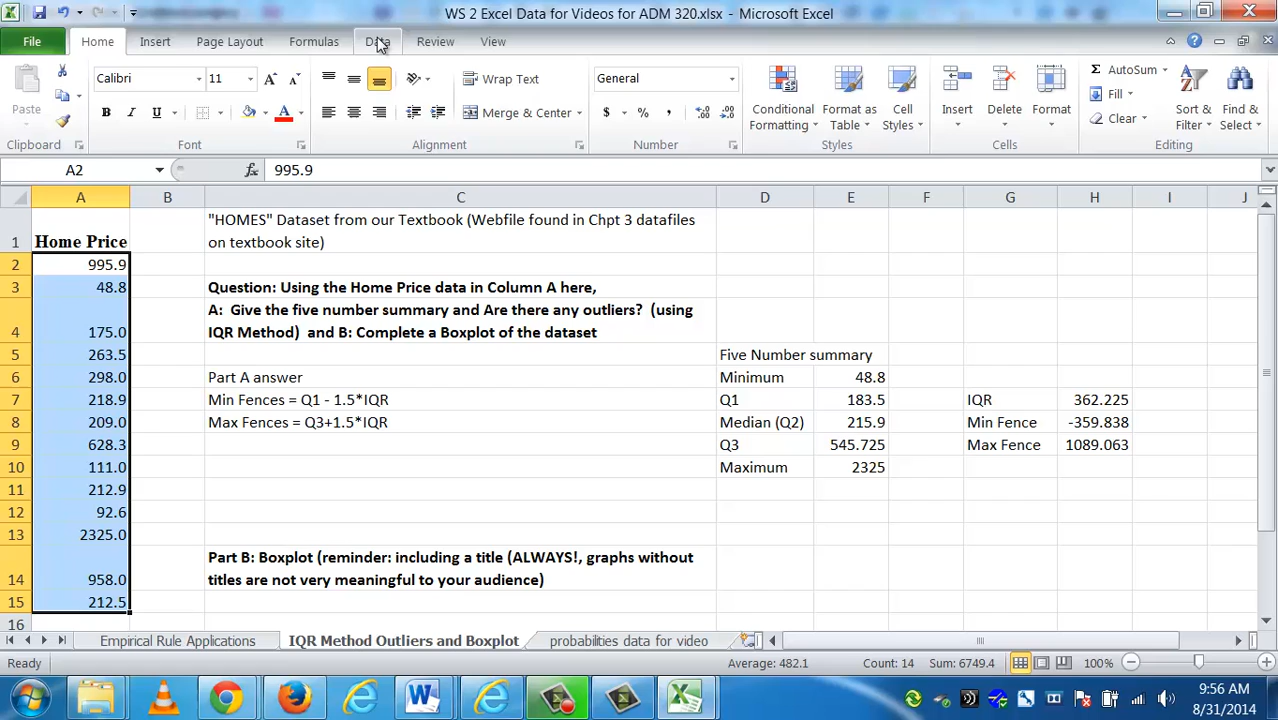 WS 2 Excel Data for Videos for ADM 320.xlsx - Microsoft Excel
File Home Insert Page Layout Formulas Data Review View
Calibri 11 Wrap Text General AutoSum
Paste Merge & Center Conditional Formatting Format as Table Cell Styles Insert Delete Format Fill Clear Sort & Filter Find & Select
B I U A $ % , .0 .00 .00 .0
Clipboard Font Alignment Number Styles Cells Editing
A2 fx 995.9
A B C D E F G H I J
1 Home Price "HOMES" Dataset from our Textbook (Webfile found in Chpt 3 datafiles
on textbook site)
2 995.9
3 48.8 Question: Using the Home Price data in Column A here,
4 175.0 A: Give the five number summary and Are there any outliers? (using
IQR Method) and B: Complete a Boxplot of the dataset
5 263.5 Five Number summary
6 298.0 Part A answer Minimum 48.8
7 218.9 Min Fences = Q1 - 1.5*IQR Q1 183.5 IQR 362.225
8 209.0 Max Fences = Q3+1.5*IQR Median (Q2) 215.9 Min Fence -359.838
9 628.3 Q3 545.725 Max Fence 1089.063
10 111.0 Maximum 2325
11 212.9
12 92.6
13 2325.0
14 958.0 Part B: Boxplot (reminder: including a title (ALWAYS!, graphs without
titles are not very meaningful to your audience)
15 212.5
16
Empirical Rule Applications IQR Method Outliers and Boxplot probabilities data for video
Ready Average: 482.1 Count: 14 Sum: 6749.4 100%
9:56 AM
8/31/2014